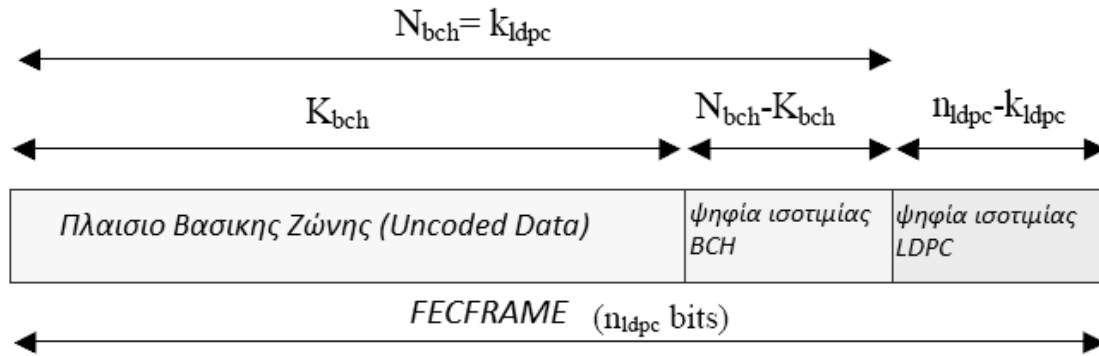 N_bch= k_ldpc
K_bch
N_bch-K_bch
n_ldpc-k_ldpc
Πλαισιο Βασικης Ζώνης (Uncoded Data)
ψηφία ισοτιμίας
BCH
ψηφία ισοτιμίας
LDPC
FECFRAME (n_ldpc bits)